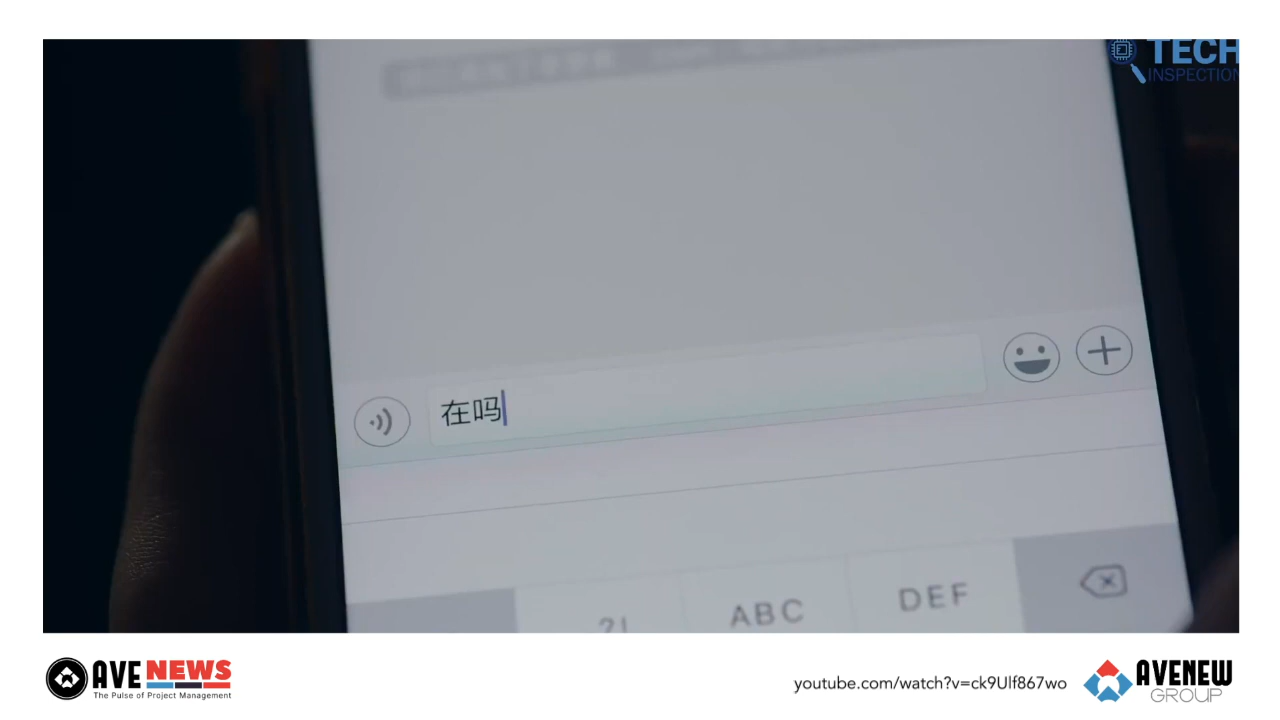 TECH
INSPECTION
在吗
?!
ABC
DEF
AVE NEWS
The Pulse of Project Management
youtube.com/watch?v=ck9Ulf867wo
AVENEW
GROUP